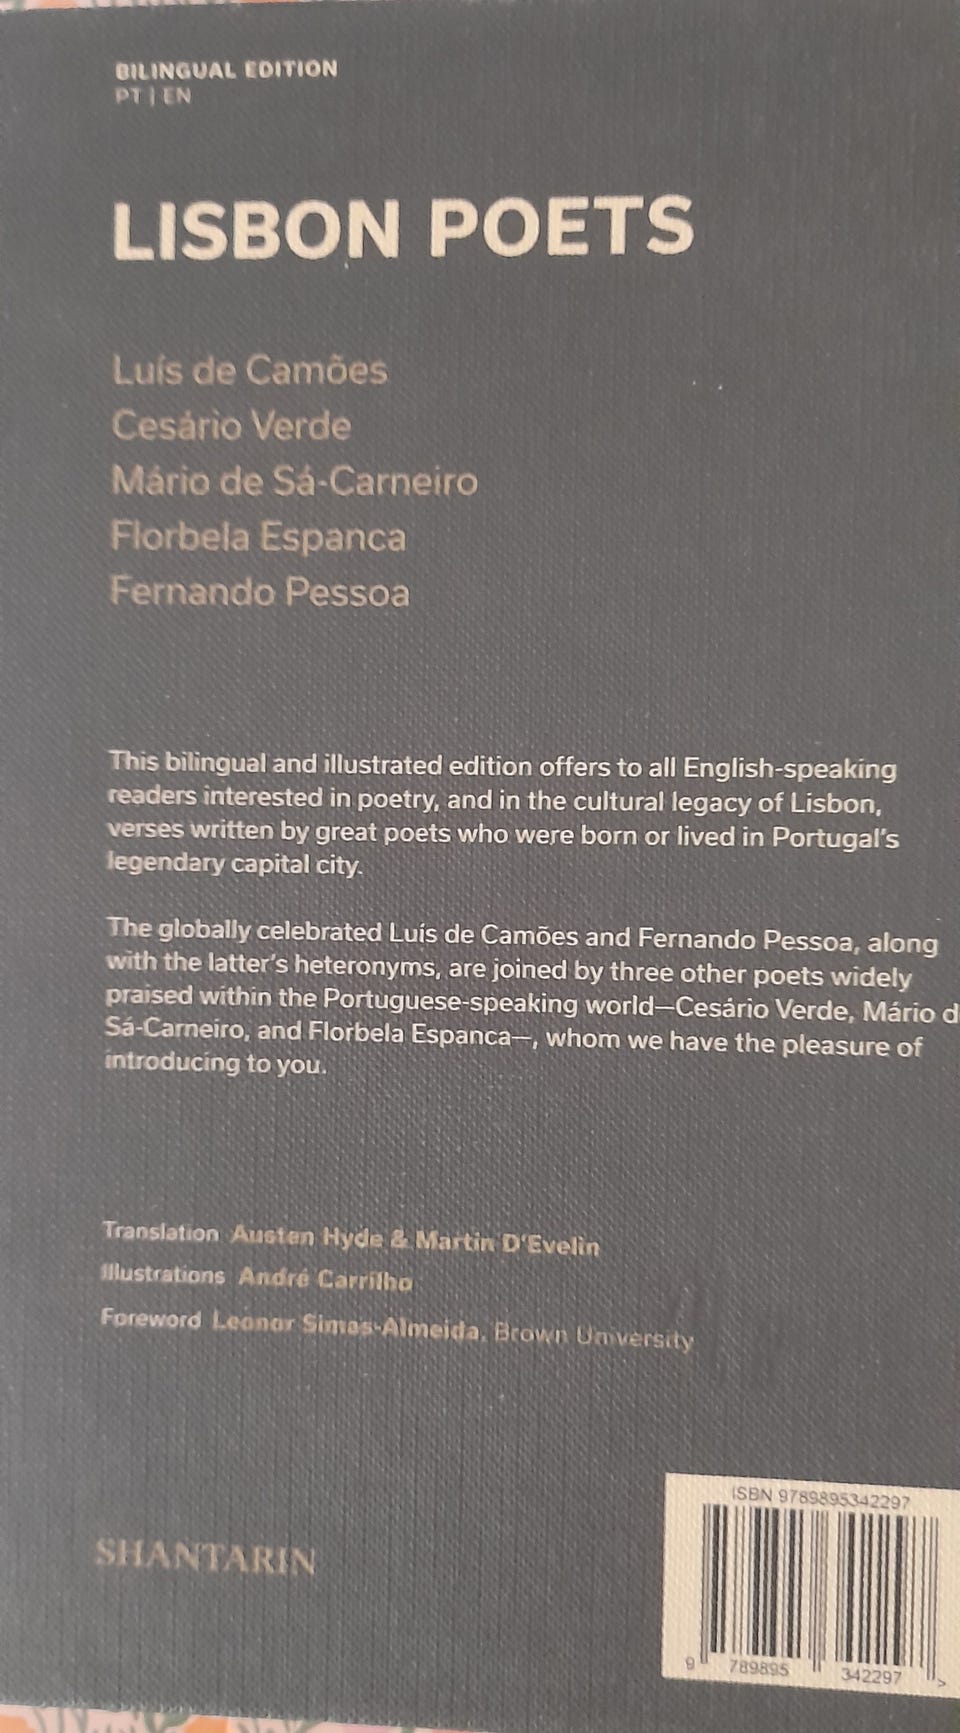 BILINGUAL EDITION
PT | EN
LISBON POETS
Luís de Camões
Cesário Verde
Mário de Sá-Carneiro
Florbela Espanca
Fernando Pessoa
This bilingual and illustrated edition offers to all English-speaking
readers interested in poetry, and in the cultural legacy of Lisbon,
verses written by great poets who were born or lived in Portugal's
legendary capital city.
The globally celebrated Luís de Camões and Fernando Pessoa, along
with the latter's heteronyms, are joined by three other poets widely
praised within the Portuguese-speaking world—Cesário Verde, Mário d
Sá-Carneiro, and Florbela Espanca—, whom we have the pleasure of
introducing to you.
Translation Austen Hyde & Martin D'Evelin
Illustrations André Carrilho
Foreword Leonor Simas-Almeida, Brown University
SHANTARIN
ISBN 9789895342297
9 789895 342297 >